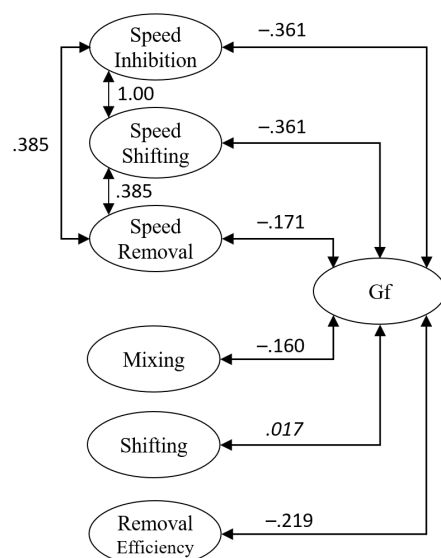 Speed
Inhibition
–.361
1.00
.385
Speed
Shifting
–.361
.385
Speed
Removal
–.171
Gf
Mixing
–.160
Shifting
.017
Removal
Efficiency
–.219